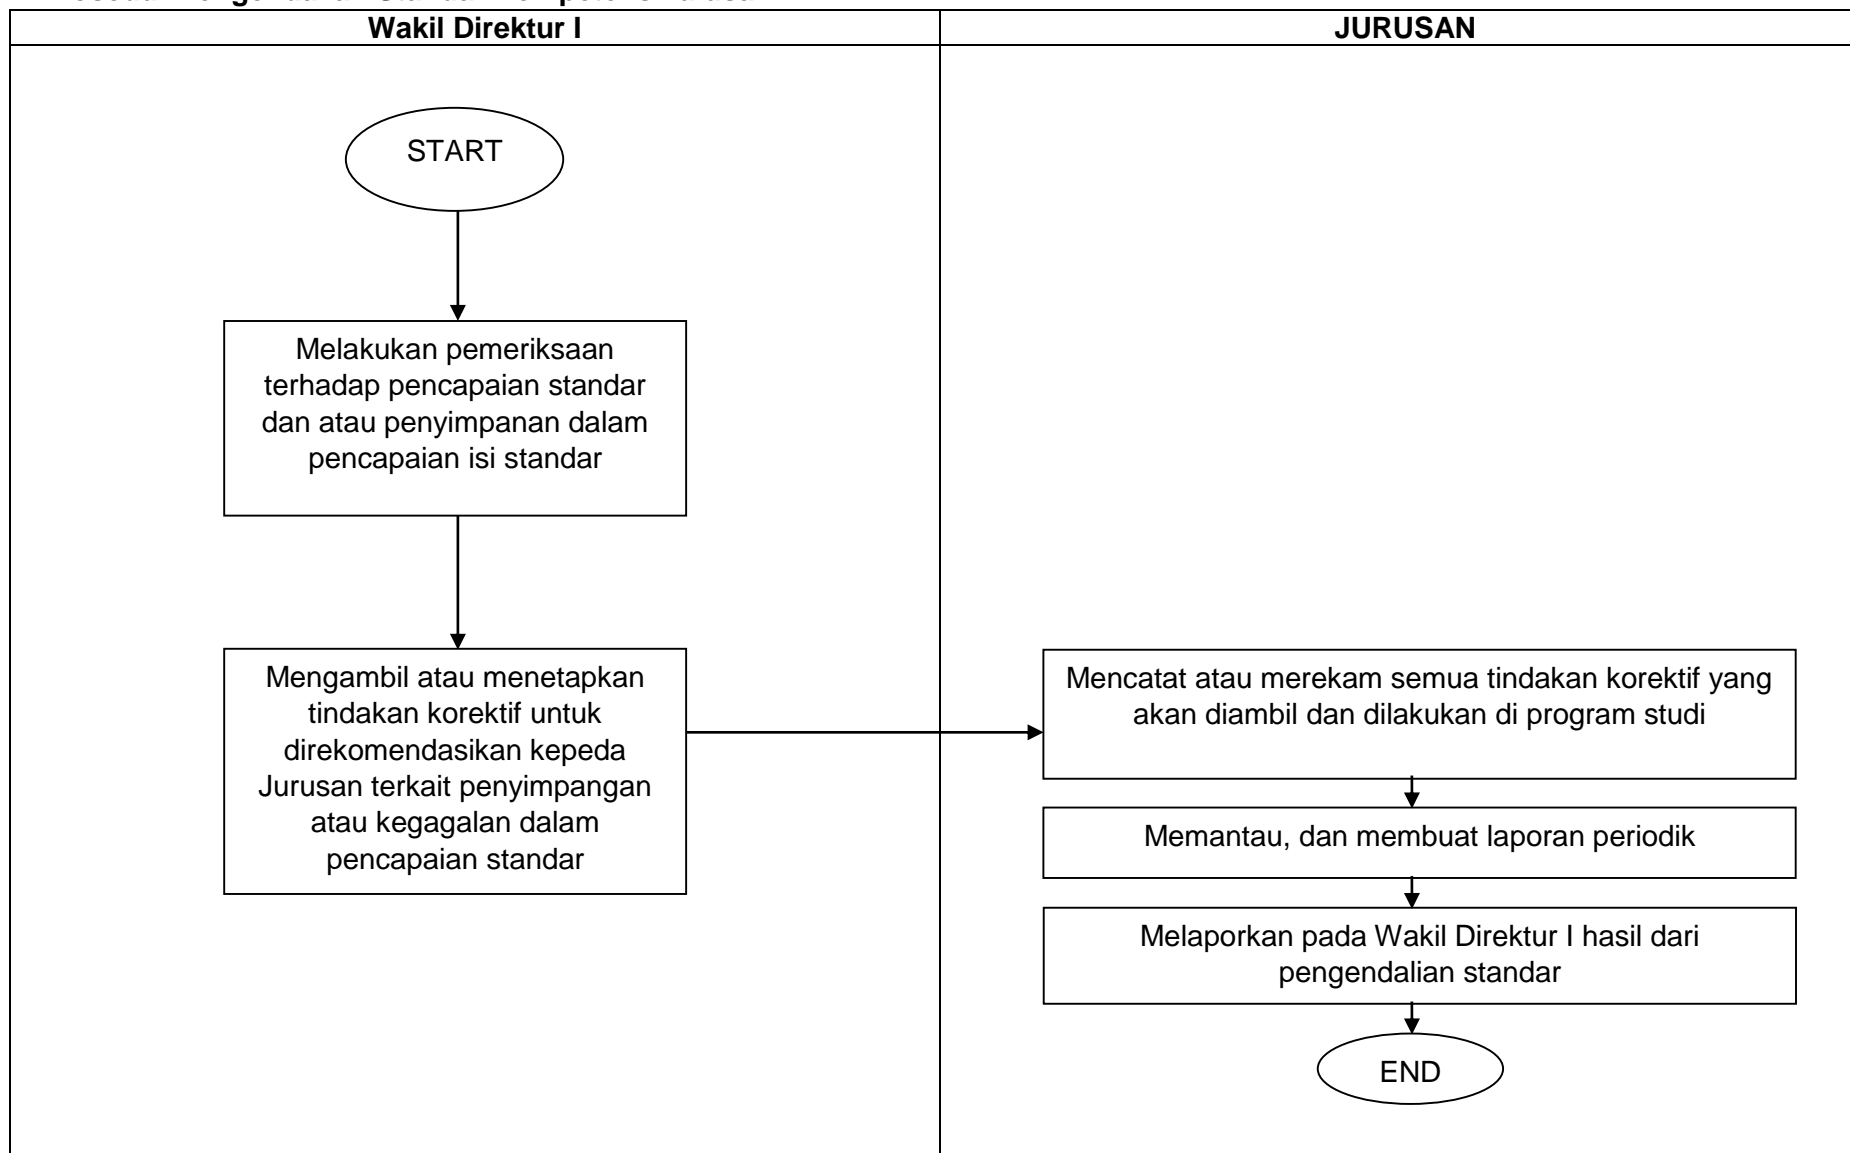 Wakil Direktur I
JURUSAN
START
Melakukan pemeriksaan
terhadap pencapaian standar
dan atau penyimpanan dalam
pencapaian isi standar
Mengambil atau menetapkan
tindakan korektif untuk
direkomendasikan kepeda
Jurusan terkait penyimpangan
atau kegagalan dalam
pencapaian standar
Mencatat atau merekam semua tindakan korektif yang
akan diambil dan dilakukan di program studi
Memantau, dan membuat laporan periodik
Melaporkan pada Wakil Direktur I hasil dari
pengendalian standar
END